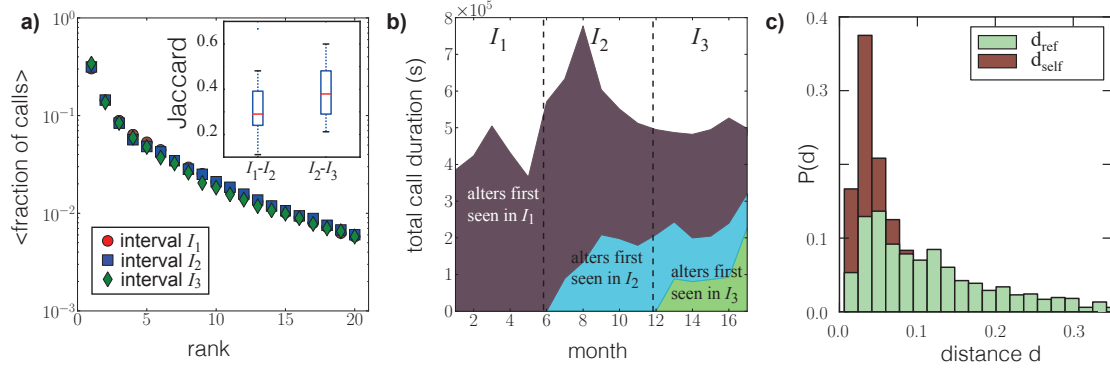 a)
<fraction of calls>
10⁰
10⁻¹
10⁻²
10⁻³
0
5
10
15
20
rank
interval I₁
interval I₂
interval I₃
Jaccard
0.6
0.4
0.2
I₁-I₂
I₂-I₃
b)
×10⁵
total call duration (s)
8
7
6
5
4
3
2
1
0
I₁
I₂
I₃
alters first
seen in I₁
alters first
seen in I₂
alters first
seen in I₃
2
4
6
8
10
12
14
16
month
c)
P(d)
0.4
0.3
0.2
0.1
0.0
d_ref
d_self
0.0
0.1
0.2
0.3
distance d